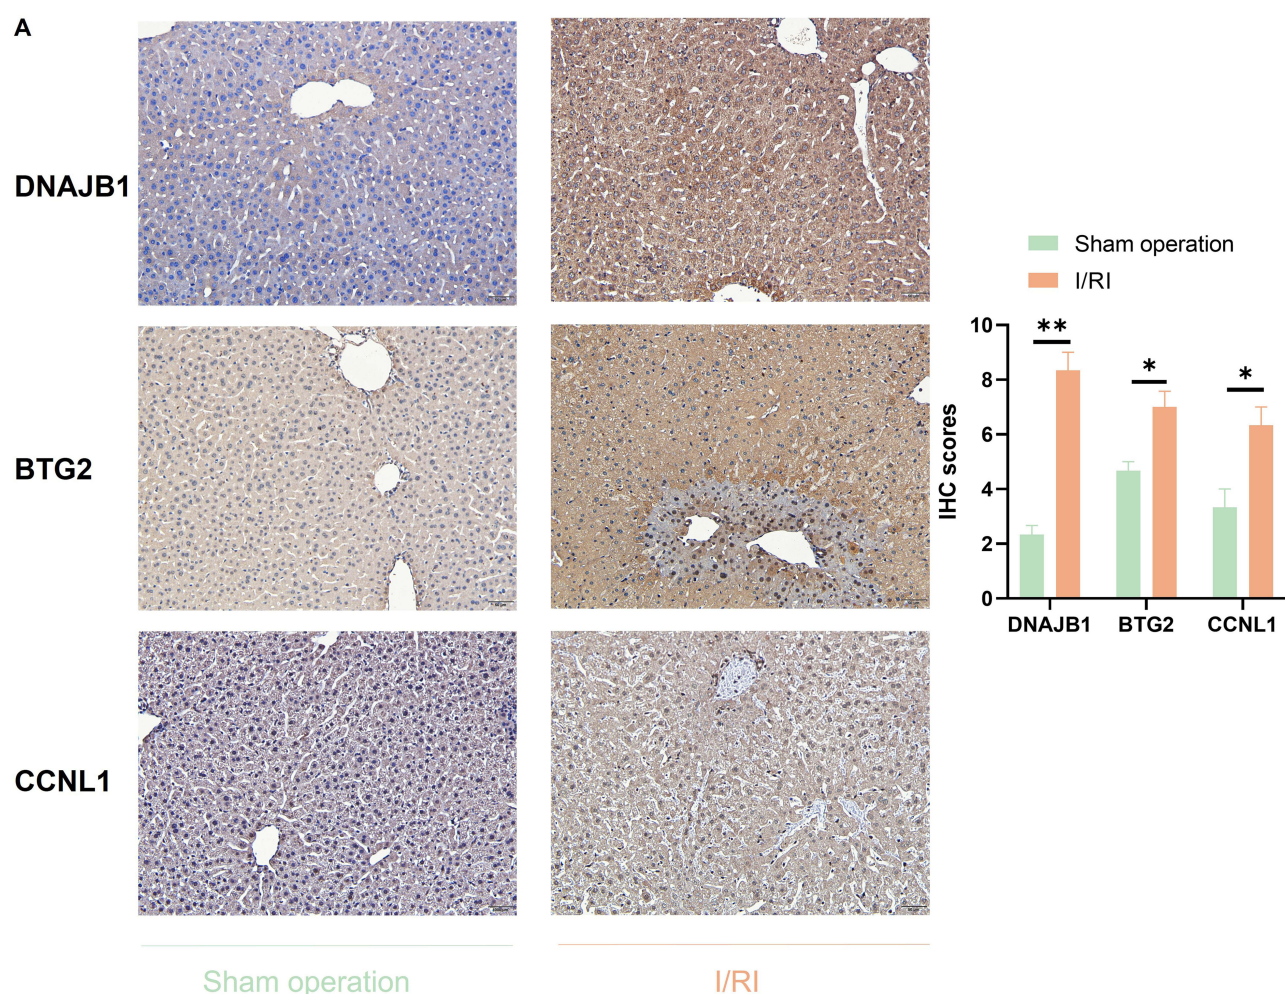 A
DNAJB1
BTG2
CCNL1
Sham operation
I/RI
Sham operation
I/RI
IHC scores
10
8
6
4
2
0
**
*
*
DNAJB1
BTG2
CCNL1